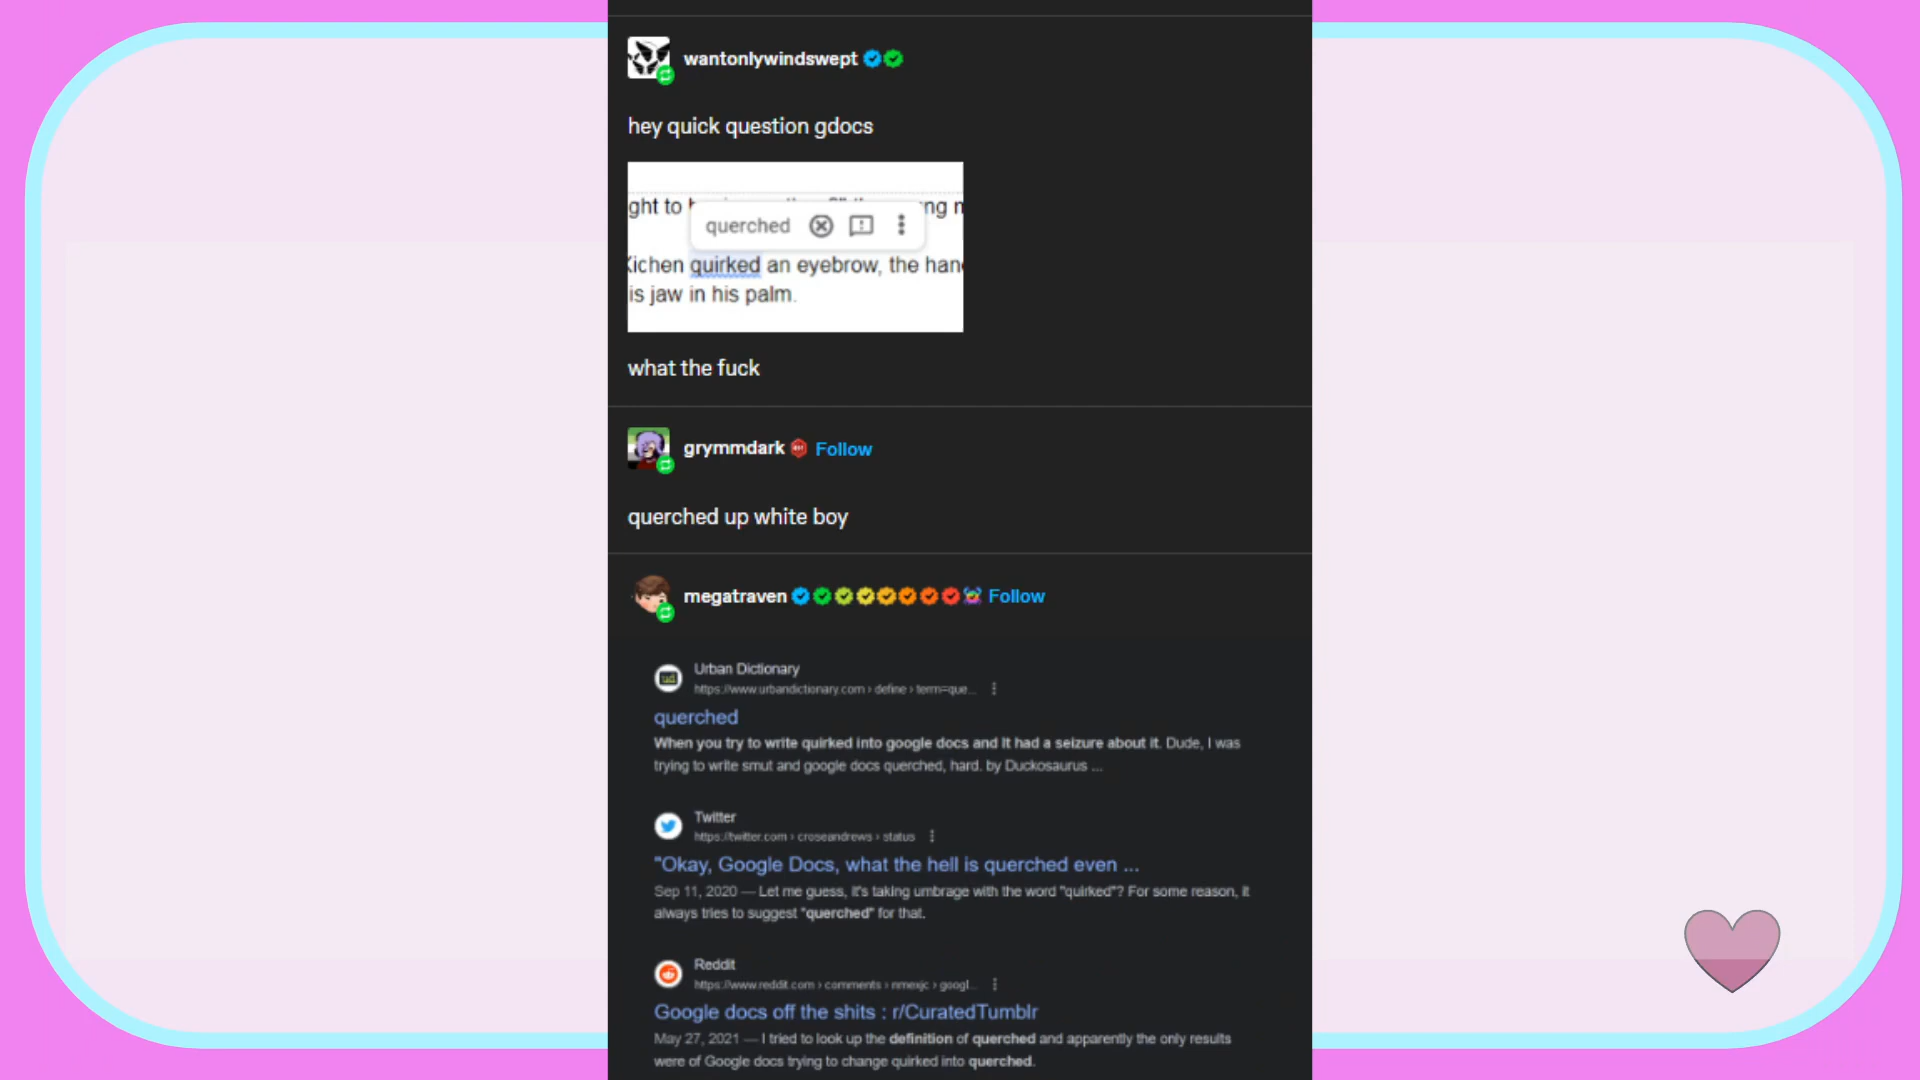 wantonlywindswept
hey quick question gdocs
ght to
ng
querched
Kichen quirked an eyebrow, the han
is jaw in his palm.
what the fuck
grymmdark Follow
querched up white boy
megatraven Follow
Urban Dictionary
https://www.urbandictionary.com › define › term=que...
querched
When you try to write quirked into google docs and It had a seizure about it. Dude, I was
trying to write smut and google docs querched, hard. by Duckosaurus ...
Twitter
https://twitter.com › croseandrews › status
"Okay, Google Docs, what the hell is querched even ...
Sep 11, 2020 — Let me guess, it's taking umbrage with the word "quirked"? For some reason, it
always tries to suggest "querched" for that.
Reddit
https://www.reddit.com › comments › nmexjc › googl...
Google docs off the shits : r/CuratedTumblr
May 27, 2021 — I tried to look up the definition of querched and apparently the only results
were of Google docs trying to change quirked into querched.